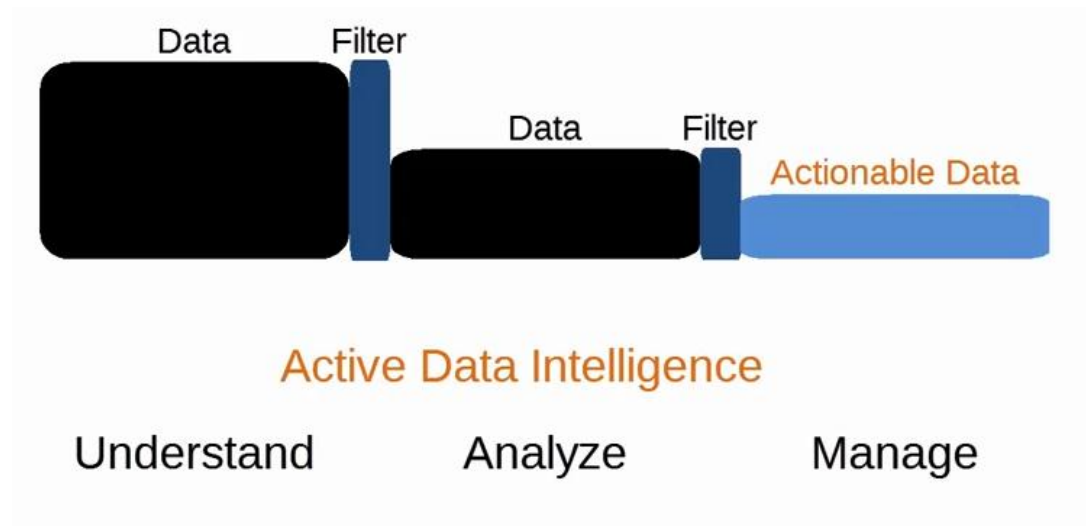 Data
Filter
Data
Filter
Actionable Data
Active Data Intelligence
Understand
Analyze
Manage